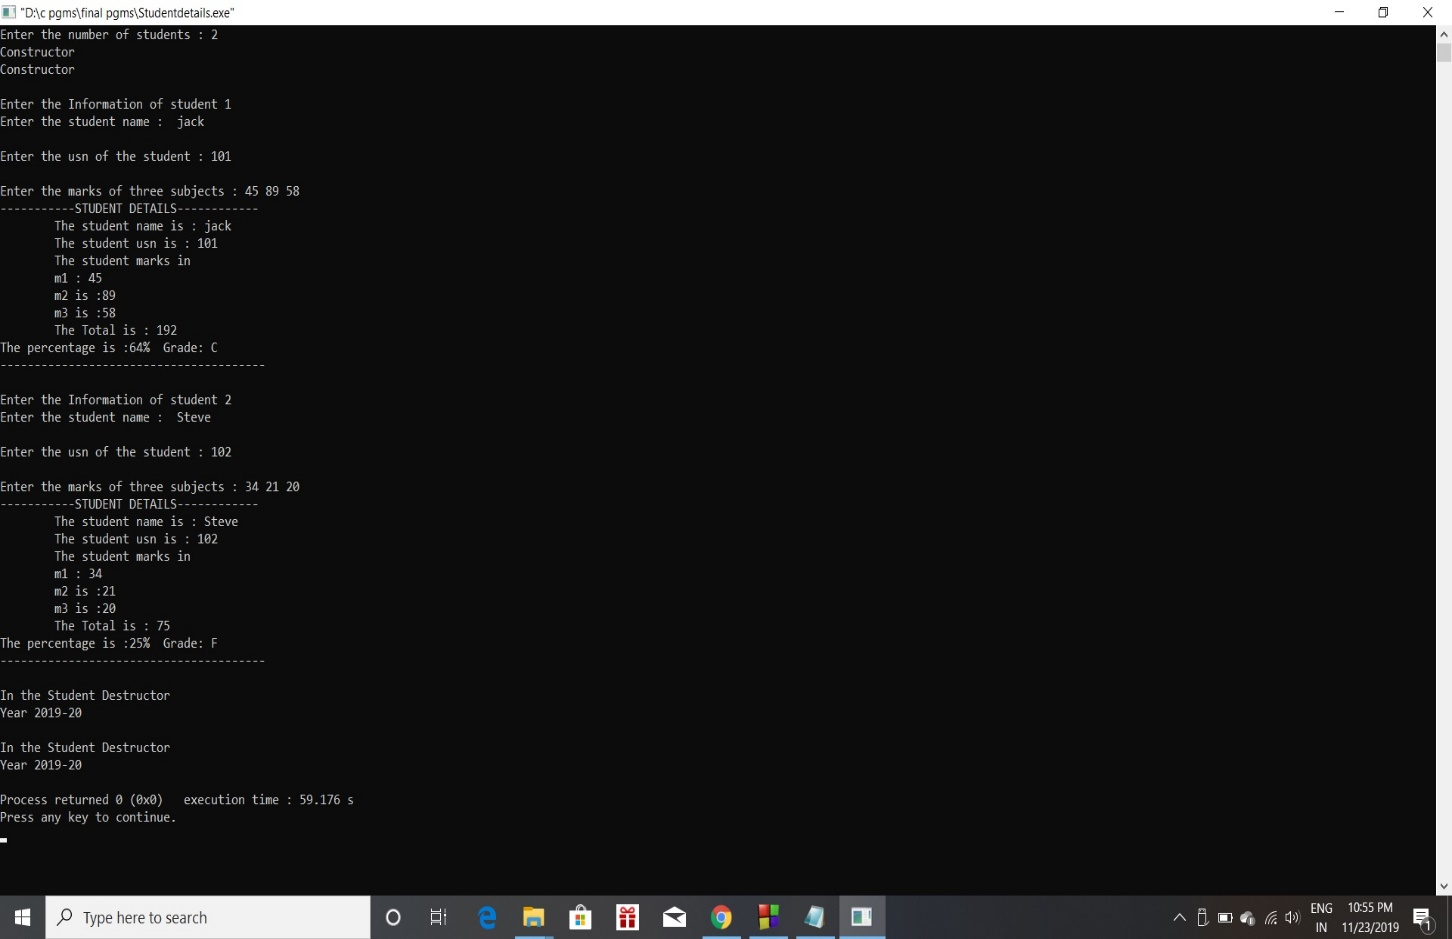 "D:\c pgms\final pgms\Studentdetails.exe"
Enter the number of students : 2
Constructor
Constructor
Enter the Information of student 1
Enter the student name :  jack
Enter the usn of the student : 101
Enter the marks of three subjects : 45 89 58
-----------STUDENT DETAILS------------
The student name is : jack
The student usn is : 101
The student marks in
m1 : 45
m2 is :89
m3 is :58
The Total is : 192
The percentage is :64%  Grade: C
---------------------------------------
Enter the Information of student 2
Enter the student name :  Steve
Enter the usn of the student : 102
Enter the marks of three subjects : 34 21 20
-----------STUDENT DETAILS------------
The student name is : Steve
The student usn is : 102
The student marks in
m1 : 34
m2 is :21
m3 is :20
The Total is : 75
The percentage is :25%  Grade: F
---------------------------------------
In the Student Destructor
Year 2019-20
In the Student Destructor
Year 2019-20
Process returned 0 (0x0)   execution time : 59.176 s
Press any key to continue.
Type here to search
ENG 10:55 PM
IN 11/23/2019
1